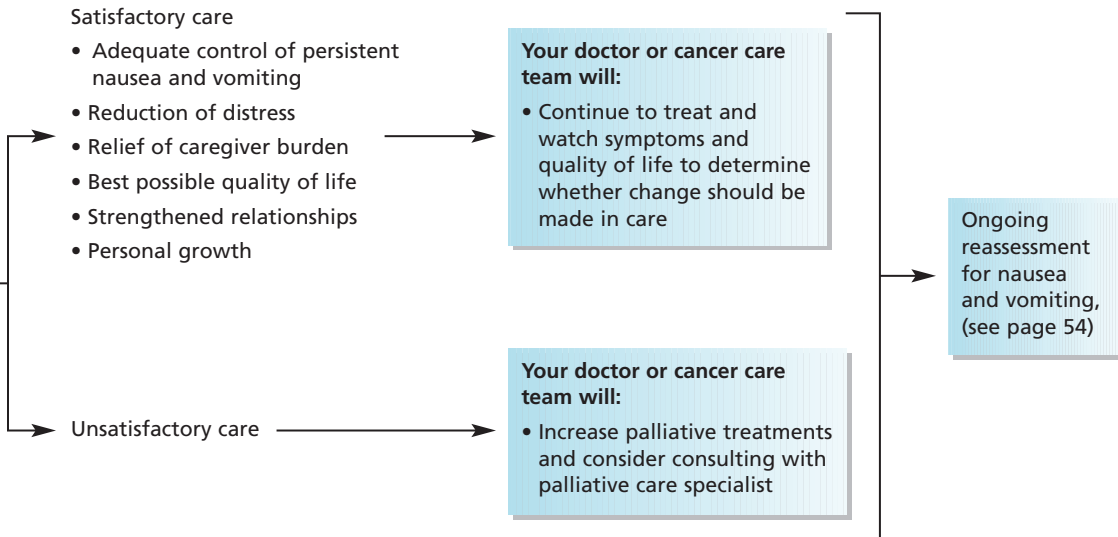 Satisfactory care
• Adequate control of persistent
nausea and vomiting
• Reduction of distress
• Relief of caregiver burden
• Best possible quality of life
• Strengthened relationships
• Personal growth
Your doctor or cancer care
team will:
• Continue to treat and
watch symptoms and
quality of life to determine
whether change should be
made in care
Unsatisfactory care
Your doctor or cancer care
team will:
• Increase palliative treatments
and consider consulting with
palliative care specialist
Ongoing
reassessment
for nausea
and vomiting,
(see page 54)